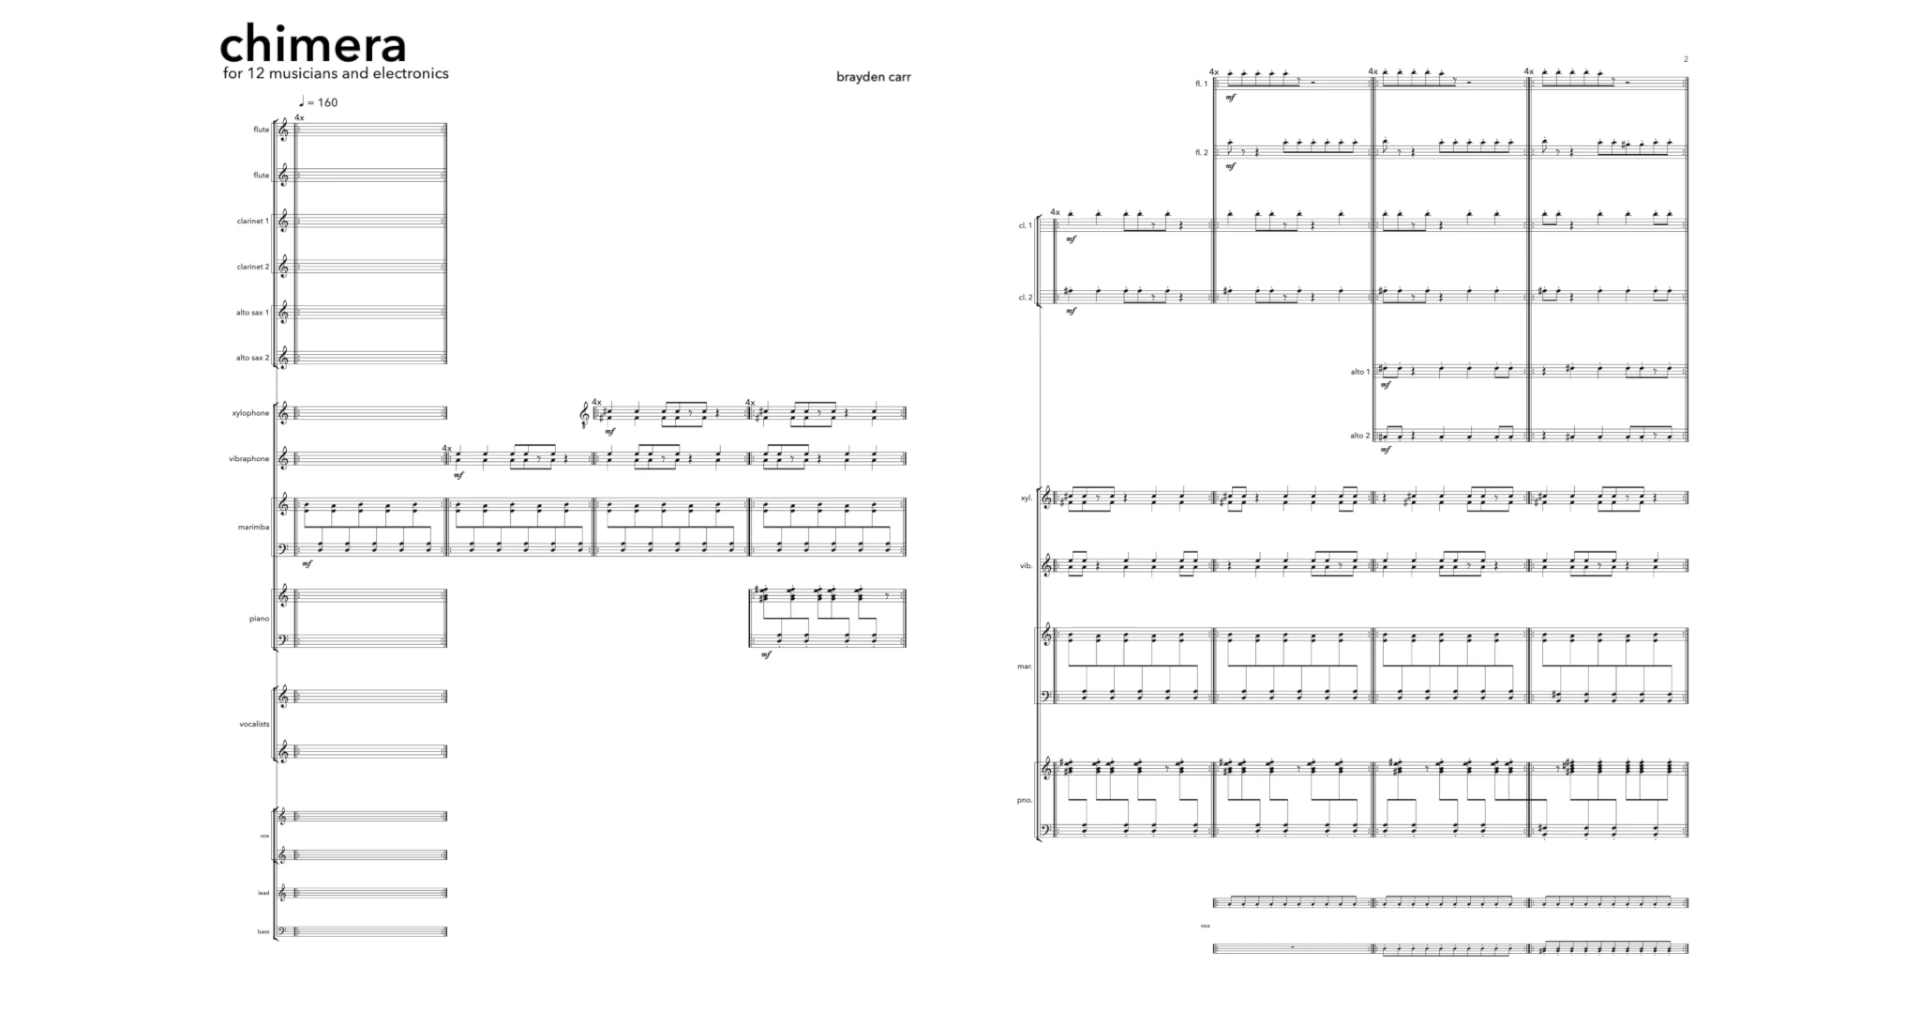 chimera
for 12 musicians and electronics
brayden carr
♩ = 160
4x
flute
flute
clarinet 1
clarinet 2
alto sax 1
alto sax 2
4x
4x
xylophone
mf
4x
vibraphone
mf
marimba
mf
piano
mf
vocalists
vox
lead
bass
2
4x
4x
4x
fl. 1
mf
fl. 2
mf
4x
cl. 1
mf
cl. 2
mf
alto 1
mf
alto 2
mf
xyl.
vib.
mar.
pno.
vox